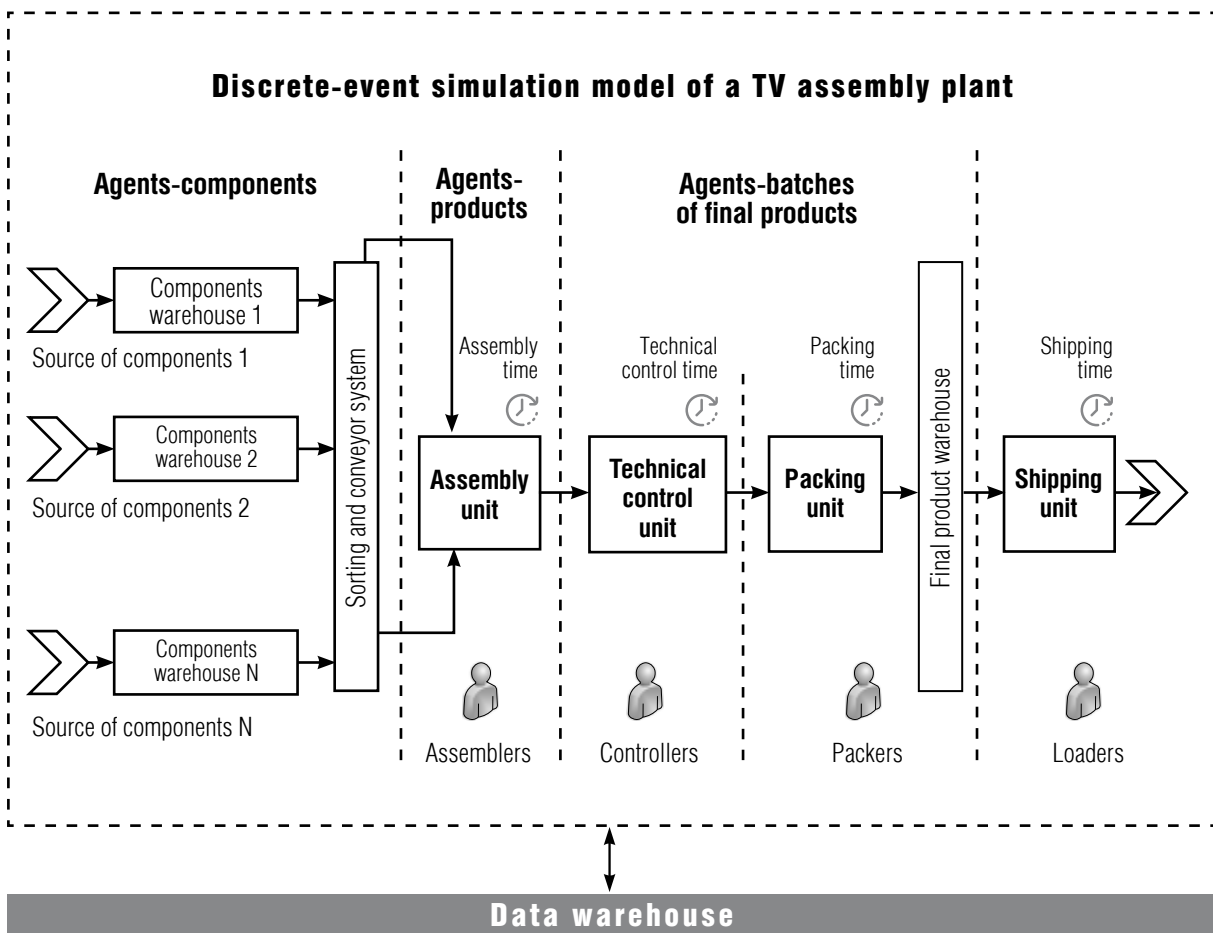 Discrete-event simulation model of a TV assembly plant
Agents-components
Agents-
products
Agents-batches
of final products
Components
warehouse 1
Source of components 1
Components
warehouse 2
Source of components 2
Components
warehouse N
Source of components N
Sorting and conveyor system
Assembly
time
Assembly
unit
Assemblers
Technical
control time
Technical
control
unit
Controllers
Packing
time
Packing
unit
Packers
Final product warehouse
Shipping
time
Shipping
unit
Loaders
Data warehouse